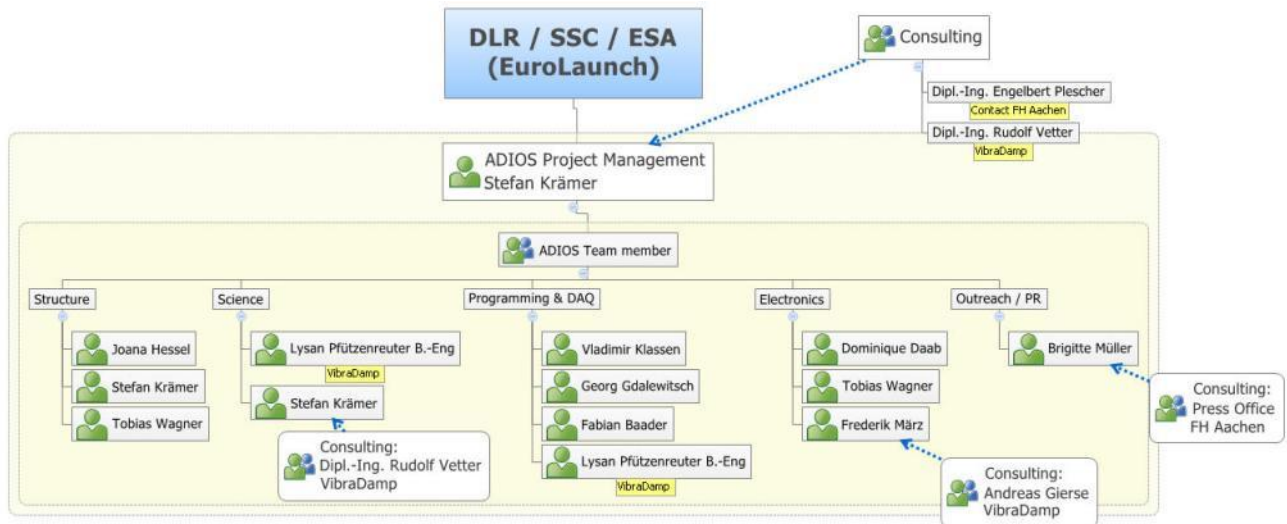 DLR / SSC / ESA
(EuroLaunch)
Consulting
Dipl.-Ing. Engelbert Plescher
Contact FH Aachen
Dipl.-Ing. Rudolf Vetter
VibraDamp
ADIOS Project Management
Stefan Krämer
ADIOS Team member
Structure
Joana Hessel
Stefan Krämer
Tobias Wagner
Science
Lysan Pfützenreuter B.-Eng
VibraDamp
Stefan Krämer
Consulting:
Dipl.-Ing. Rudolf Vetter
VibraDamp
Programming & DAQ
Vladimir Klassen
Georg Gdalewitsch
Fabian Baader
Lysan Pfützenreuter B.-Eng
VibraDamp
Electronics
Dominique Daab
Tobias Wagner
Frederik März
Consulting:
Andreas Gierse
VibraDamp
Outreach / PR
Brigitte Müller
Consulting:
Press Office
FH Aachen